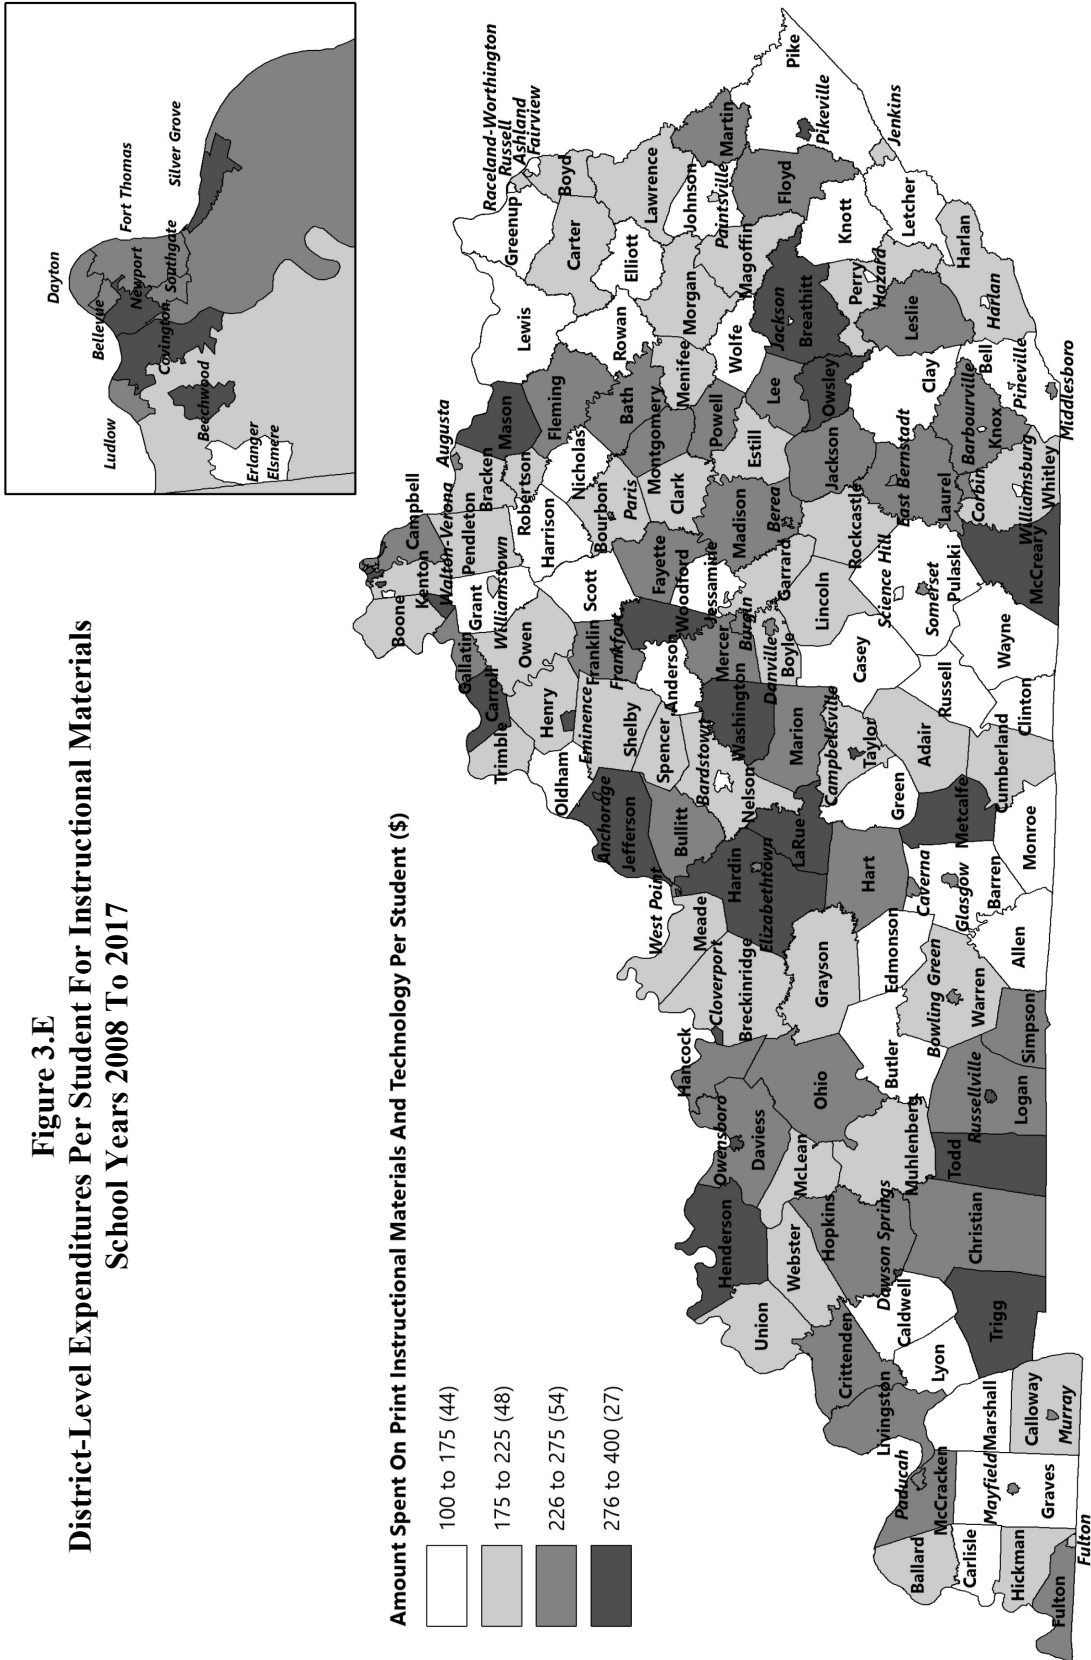 Figure 3.E
District-Level Expenditures Per Student For Instructional Materials
School Years 2008 To 2017
Amount Spent On Print Instructional Materials And Technology Per Student ($)
100 to 175 (44)
175 to 225 (48)
226 to 275 (54)
276 to 400 (27)
Dayton
Bellevue
Fort Thomas
Newport
Ludlow
Covington
Southgate
Silver Grove
Beechwood
Erlanger
Elsmere
Boone
Kenton
Campbell
Walton-Verona
Augusta
Gallatin
Grant
Pendleton
Bracken
Mason
Lewis
Greenup
Raceland-Worthington
Russell
Ashland
Fairview
Carroll
Williamstown
Robertson
Trimble
Owen
Harrison
Fleming
Henry
Nicholas
Carter
Boyd
Oldham
Eminence
Franklin
Scott
Bourbon
Rowan
Elliott
Anchorage
Jefferson
Shelby
Frankfort
Paris
Bath
Lawrence
Spencer
Anderson
Woodford
Fayette
Clark
Montgomery
Menifee
Morgan
Johnson
West Point
Bullitt
Bardstown
Jessamine
Powell
Martin
Paintsville
Henderson
Hancock
Owensboro
Meade
Cloverport
Hardin
Nelson
Washington
Mercer
Burgin
Madison
Estill
Wolfe
Magoffin
Union
Daviess
Breckinridge
Elizabethtown
LaRue
Marion
Danville
Boyle
Garrard
Berea
Lee
Jackson
Breathitt
Floyd
Pike
Webster
McLean
Ohio
Grayson
Campbellsville
Lincoln
Rockcastle
Jackson
Owsley
Pikeville
Crittenden
Hopkins
Hart
Taylor
Casey
Perry
Knott
Livingston
Dawson Springs
Muhlenberg
Butler
Edmonson
Green
Science Hill
East Bernstadt
Hazard
Jenkins
Paducah
Caldwell
Bowling Green
Caverna
Adair
Somerset
Pulaski
Laurel
Clay
Leslie
Letcher
Ballard
McCracken
Lyon
Todd
Russellville
Warren
Glasgow
Metcalfe
Russell
Barbourville
Knox
Harlan
Carlisle
Mayfield
Marshall
Trigg
Christian
Logan
Simpson
Allen
Barren
Monroe
Cumberland
Clinton
Wayne
McCreary
Corbin
Williamsburg
Whitley
Bell
Pineville
Harlan
Hickman
Graves
Calloway
Murray
Fulton
Fulton
Middlesboro